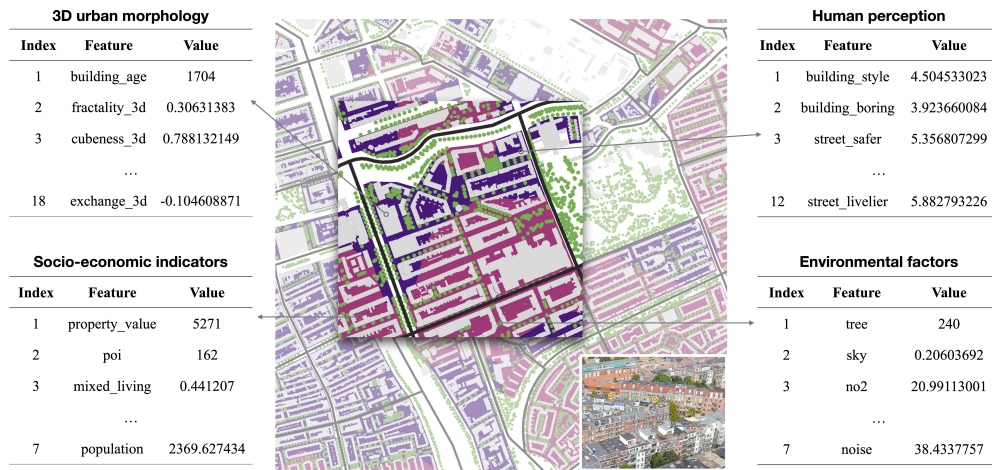 3D urban morphology
Index Feature Value
1 building_age 1704
2 fractality_3d 0.30631383
3 cubeness_3d 0.788132149
...
18 exchange_3d -0.104608871
Socio-economic indicators
Index Feature Value
1 property_value 5271
2 poi 162
3 mixed_living 0.441207
...
7 population 2369.627434
Human perception
Index Feature Value
1 building_style 4.504533023
2 building_boring 3.923660084
3 street_safer 5.356807299
...
12 street_livelier 5.882793226
Environmental factors
Index Feature Value
1 tree 240
2 sky 0.20603692
3 no2 20.99113001
...
7 noise 38.4337757